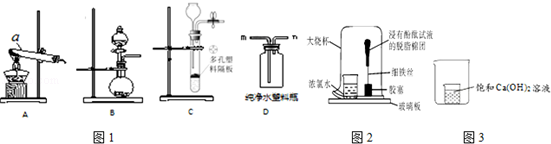 a
多孔塑
料隔板
m
n
A
B
C
D
纯净水塑料瓶
图1
大烧杯
浸有酚酞试液
的脱脂棉团
细铁丝
浓氨水
胶塞
玻璃板
图2
饱和Ca(OH)₂溶液
图3